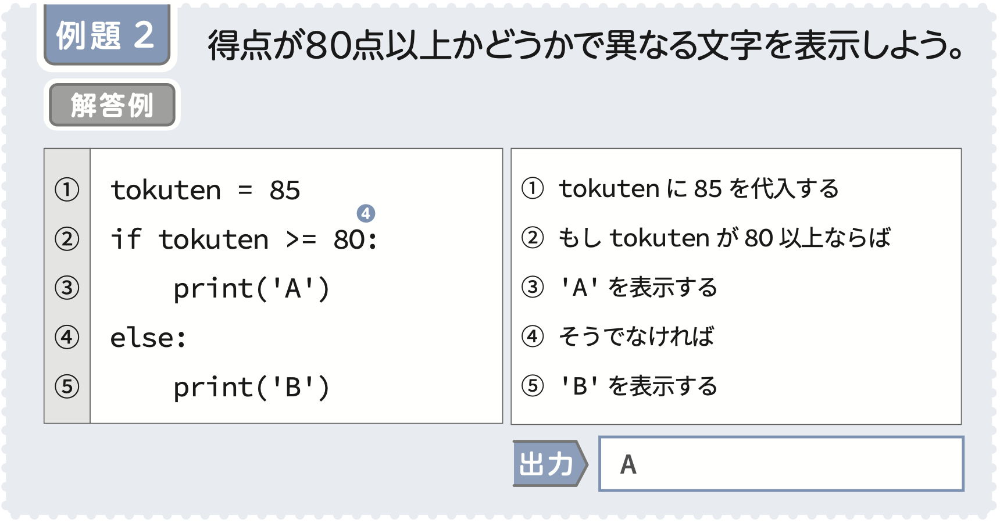 例題 2
得点が80点以上かどうかで異なる文字を表示しよう。
解答例
① tokuten = 85
④
② if tokuten >= 80:
③     print('A')
④ else:
⑤     print('B')
① tokuten に 85 を代入する
② もし tokuten が 80 以上ならば
③ 'A' を表示する
④ そうでなければ
⑤ 'B' を表示する
出力
A